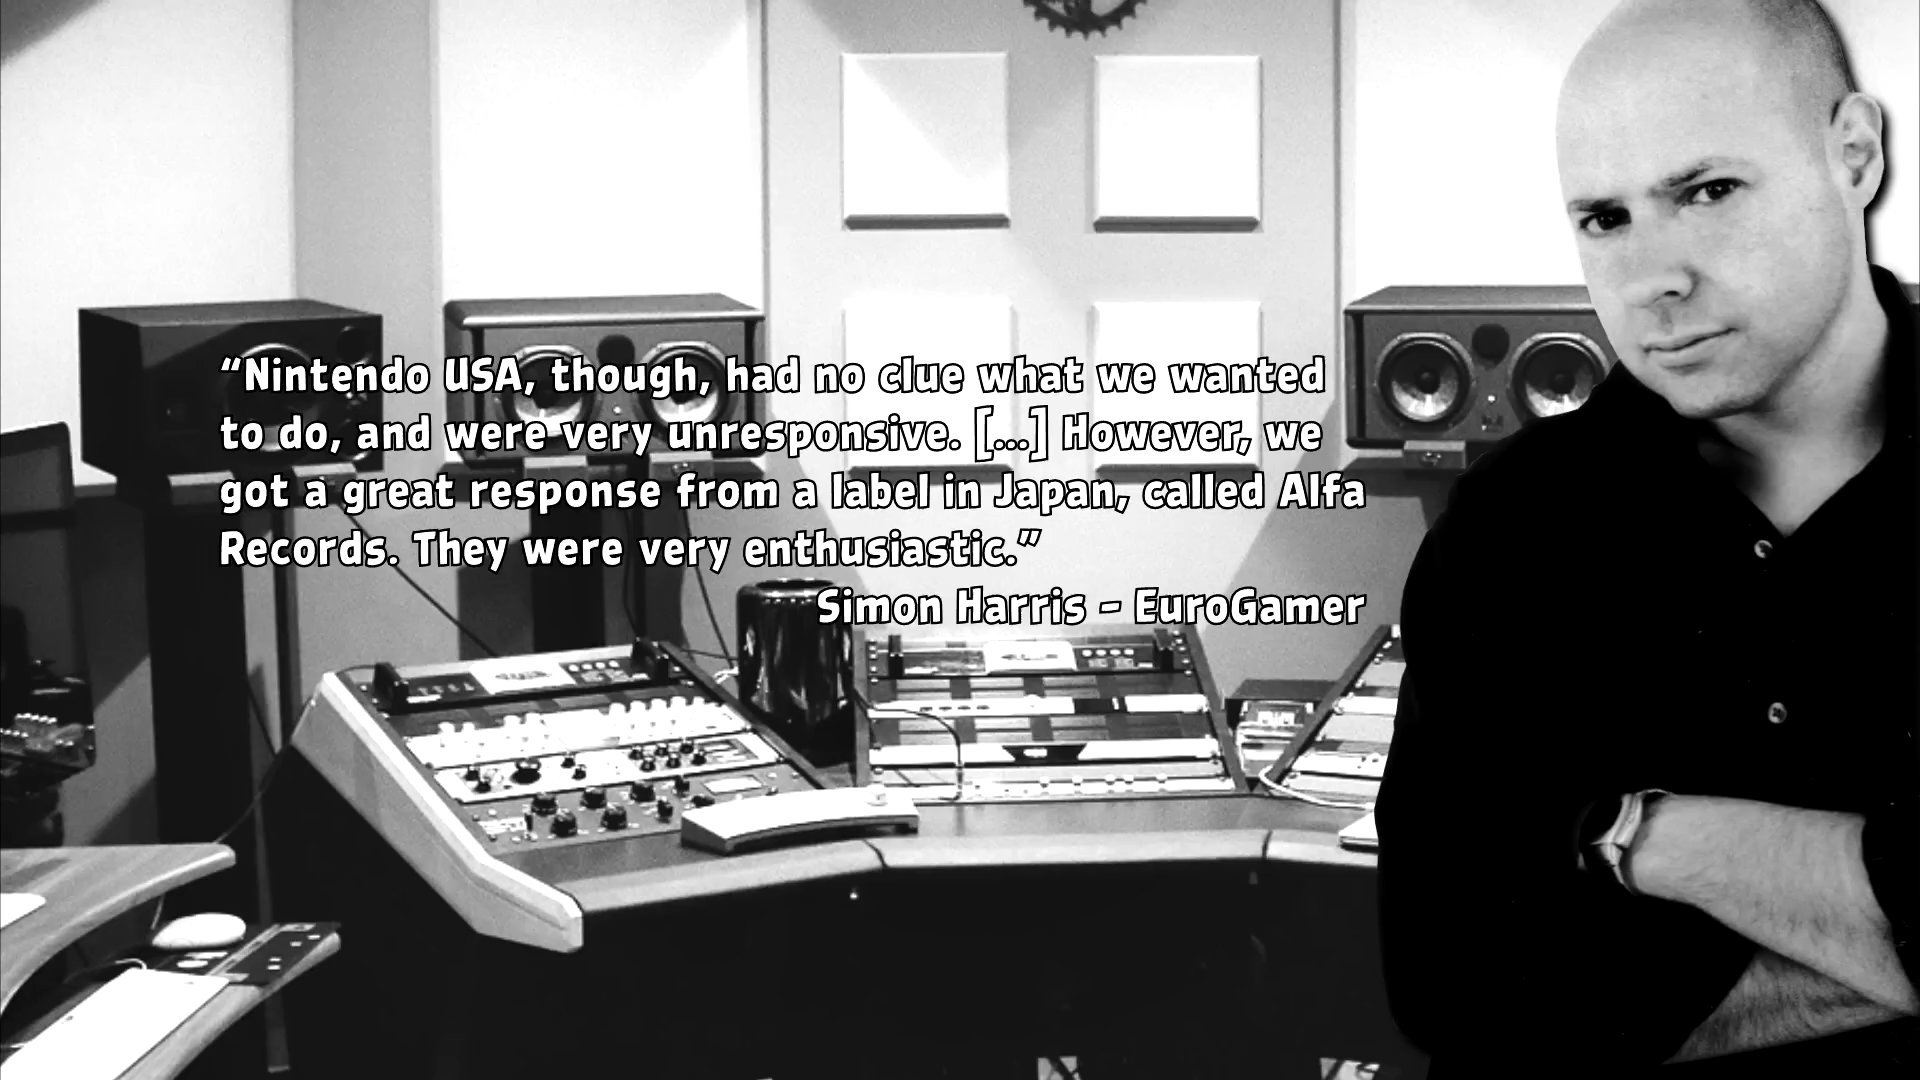 “Nintendo USA, though, had no clue what we wanted
to do, and were very unresponsive. [...] However, we
got a great response from a label in Japan, called Alfa
Records. They were very enthusiastic.”
Simon Harris - EuroGamer